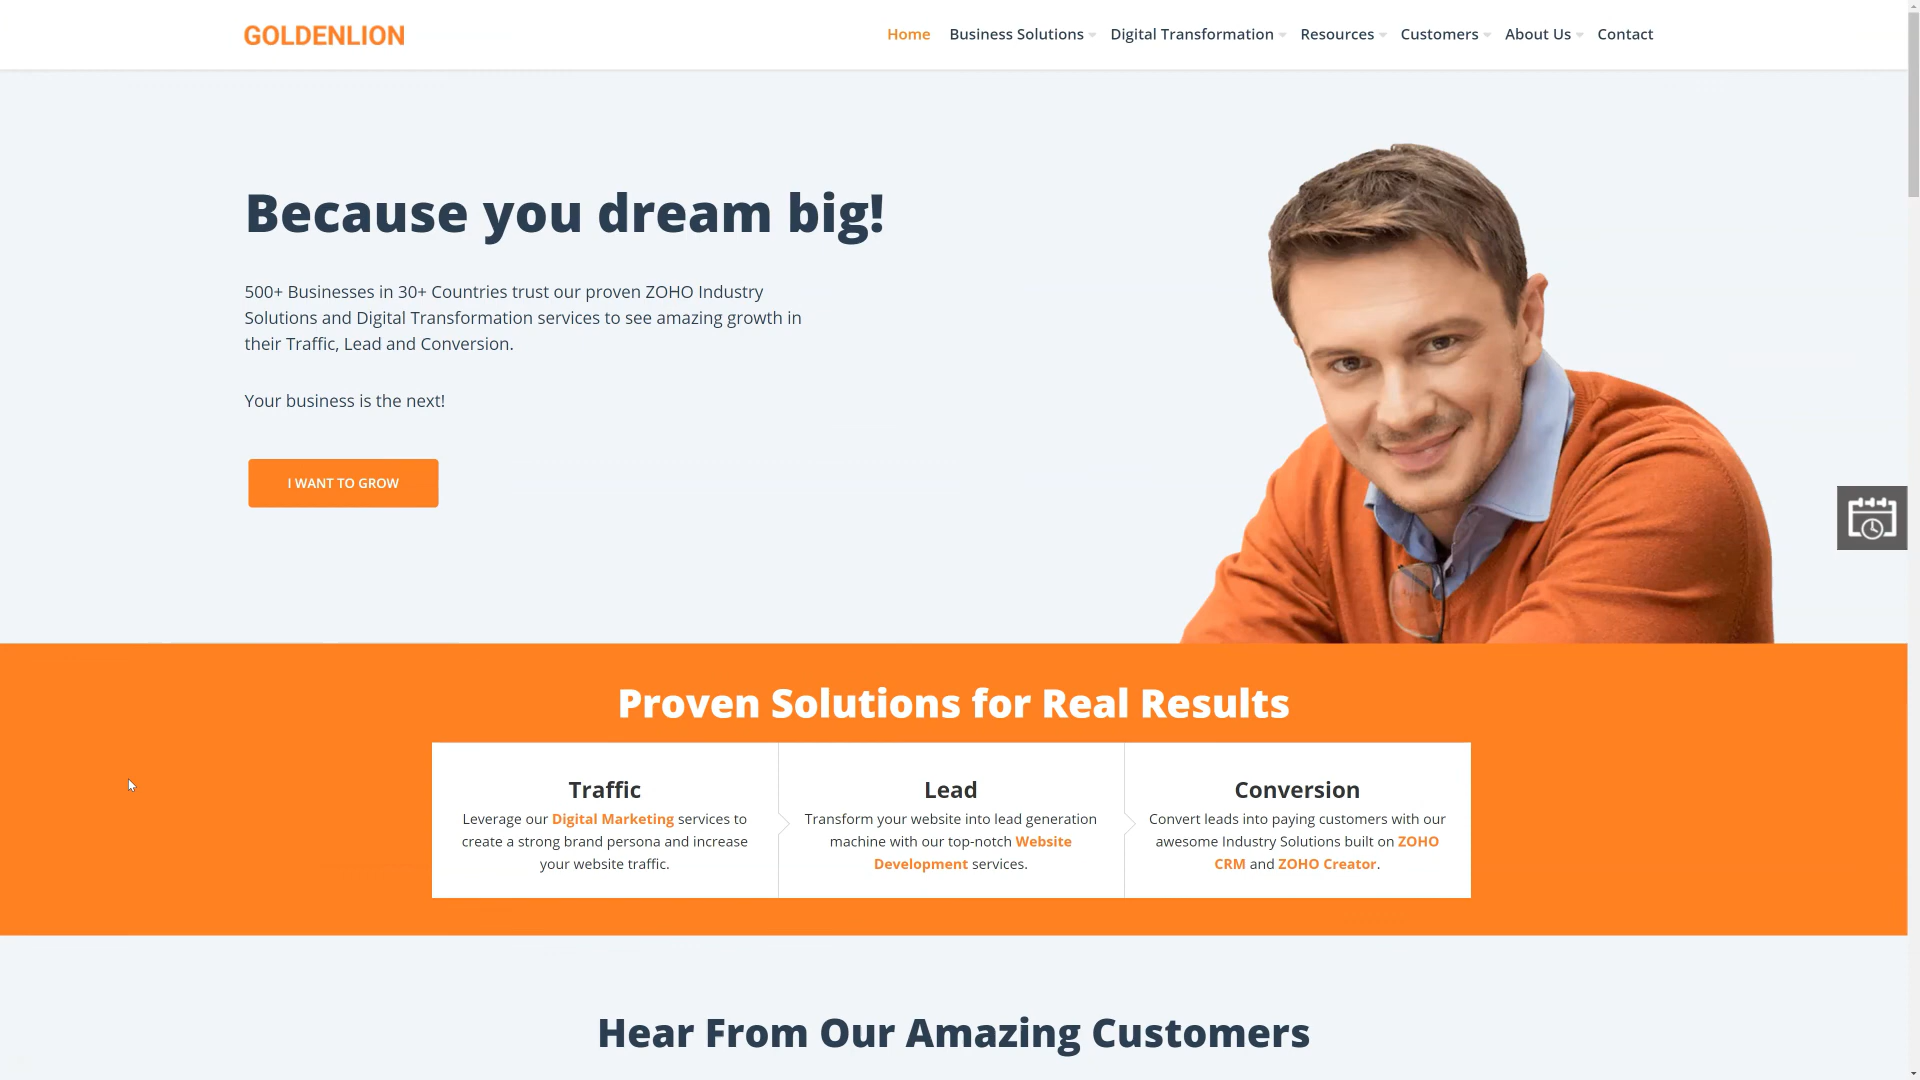 GOLDENLION
Home Business Solutions Digital Transformation Resources Customers About Us Contact
Because you dream big!
500+ Businesses in 30+ Countries trust our proven ZOHO Industry
Solutions and Digital Transformation services to see amazing growth in
their Traffic, Lead and Conversion.
Your business is the next!
I WANT TO GROW
Proven Solutions for Real Results
Traffic
Leverage our Digital Marketing services to
create a strong brand persona and increase
your website traffic.
Lead
Transform your website into lead generation
machine with our top-notch Website
Development services.
Conversion
Convert leads into paying customers with our
awesome Industry Solutions built on ZOHO
CRM and ZOHO Creator.
Hear From Our Amazing Customers